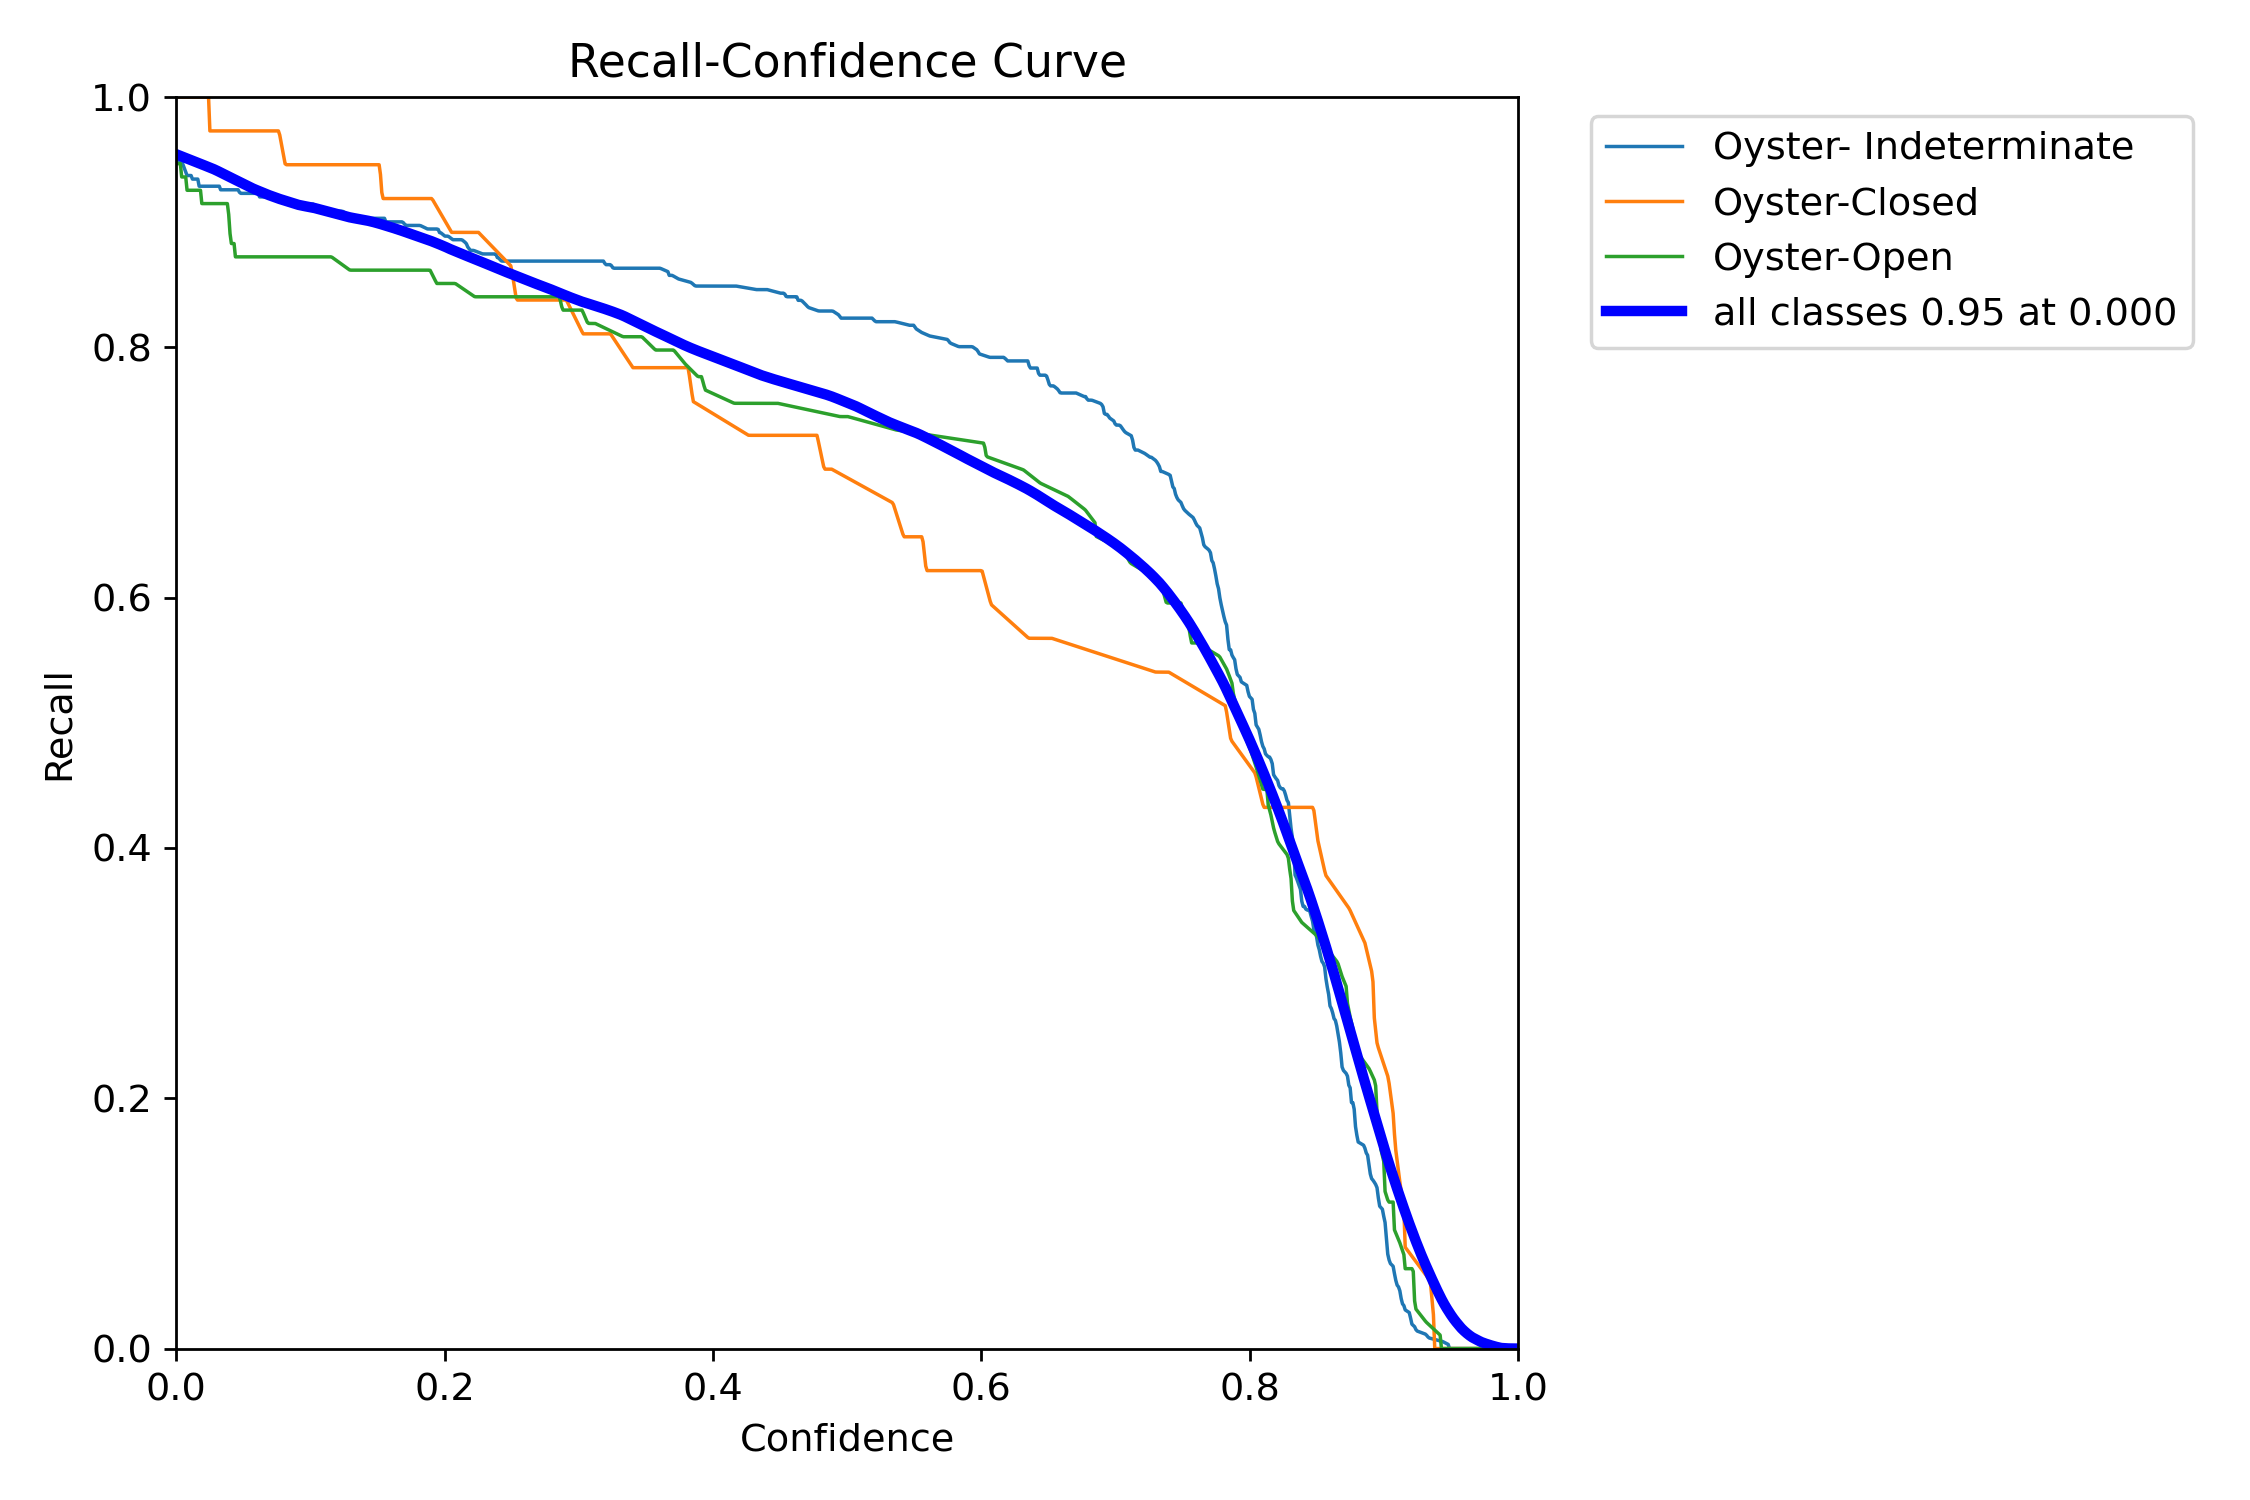 Recall-Confidence Curve
1.0
0.8
0.6
0.4
0.2
0.0
Recall
0.0 0.2 0.4 0.6 0.8 1.0
Confidence
Oyster- Indeterminate
Oyster-Closed
Oyster-Open
all classes 0.95 at 0.000